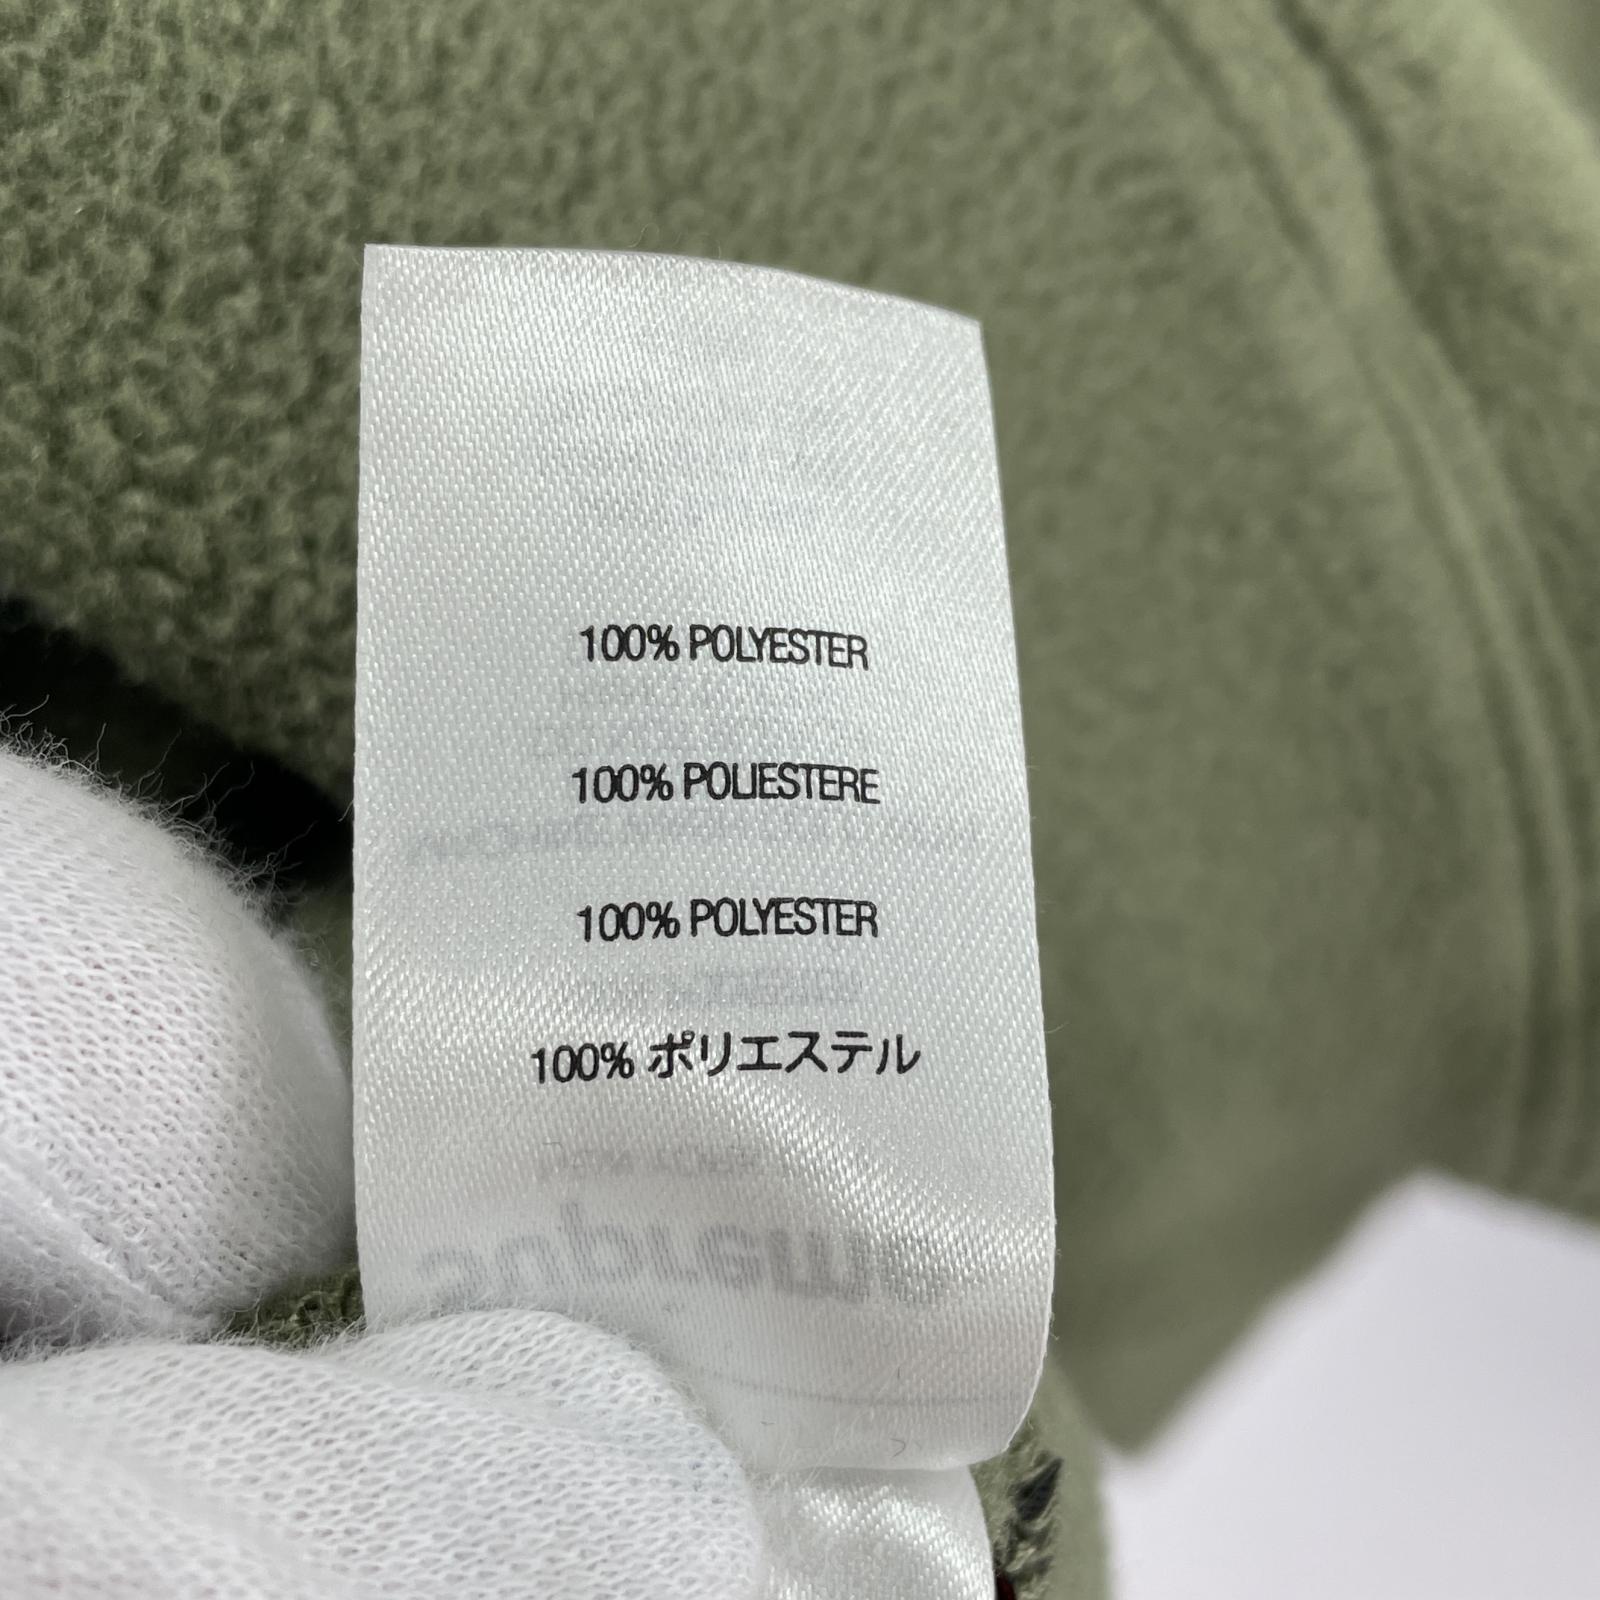 100% POLYESTER
100% POLIESTERE
100% POLYESTER
100% ポリエステル